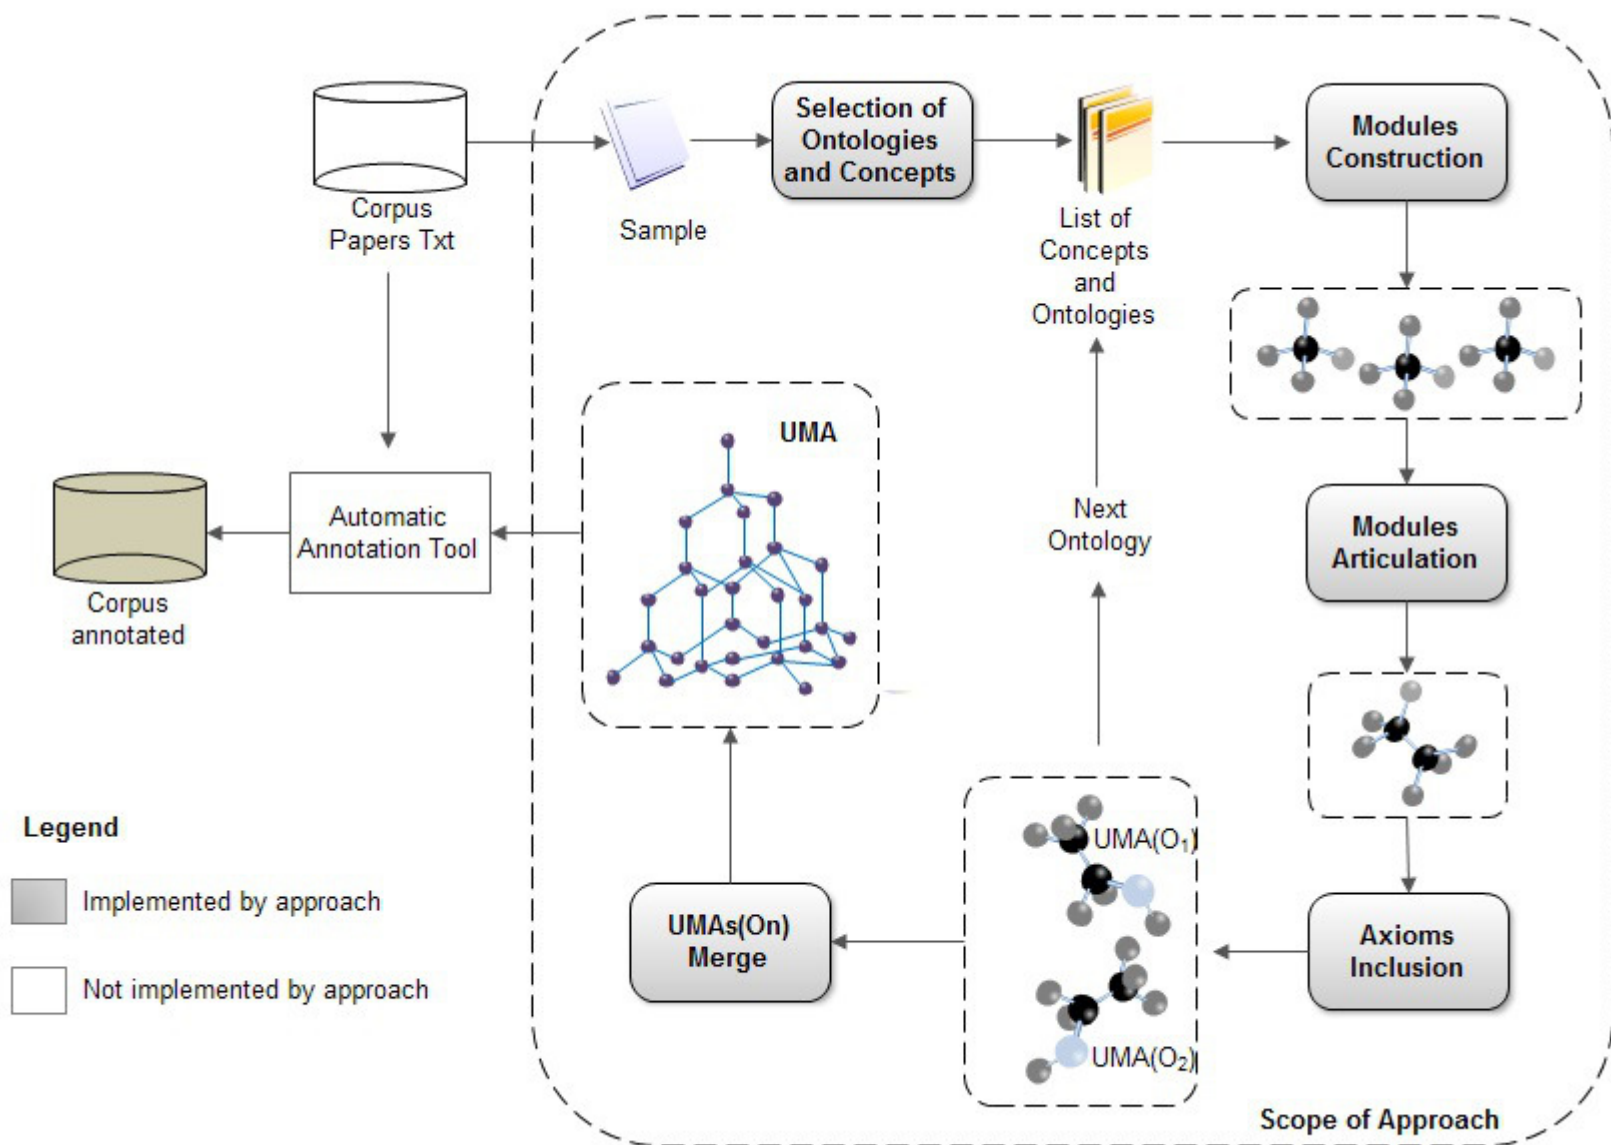 Corpus
Papers Txt
Sample
Selection of
Ontologies
and Concepts
List of
Concepts
and
Ontologies
Modules
Construction
UMA
Next
Ontology
Modules
Articulation
Automatic
Annotation Tool
Corpus
annotated
Legend
Implemented by approach
Not implemented by approach
UMAs(On)
Merge
UMA(O₁)
UMA(O₂)
Axioms
Inclusion
Scope of Approach